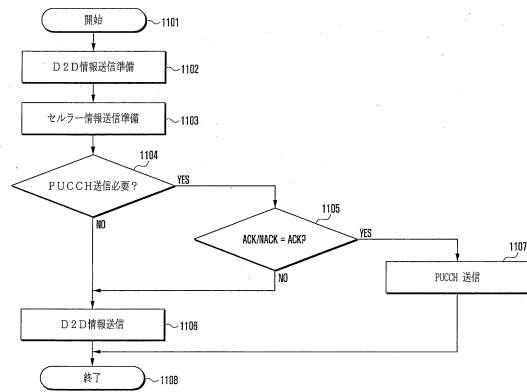 開始
1101
D2D情報送信準備
1102
セルラー情報送信準備
1103
1104
PUCCH送信必要?
YES
NO
1105
ACK/NACK = ACK?
YES
NO
1107
PUCCH 送信
D2D情報送信
1106
終了
1108